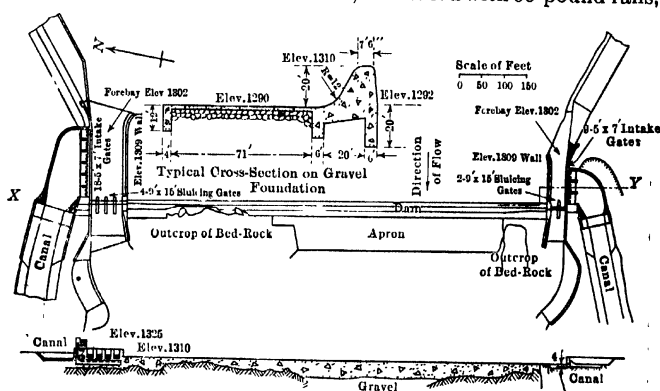 with 30-pound rails,
N
Elev.1310
7'6"
Scale of Feet
0 50 100 150
Elev.1290
R=12'
20'
Elev.1292
Forebay Elev 1302
Forebay Elev.1302
12'
20'
9-5'x 7' Intake
Gates
18-5'x 7' Intake
Gates
Elev.1309 Wall
4'
71'
6'
20'
6'
Direction
of Flow
Elev.1309 Wall
Typical Cross-Section on Gravel
Foundation
2-9'x 15' Sluicing
Gates
X
4-9'x 15' Sluicing Gates
Y
Dam
Canal
Outcrop of Bed-Rock
Apron
Outcrop
of Bed-Rock
Canal
Canal
Elev.1325
Elev.1310
Gravel
Canal